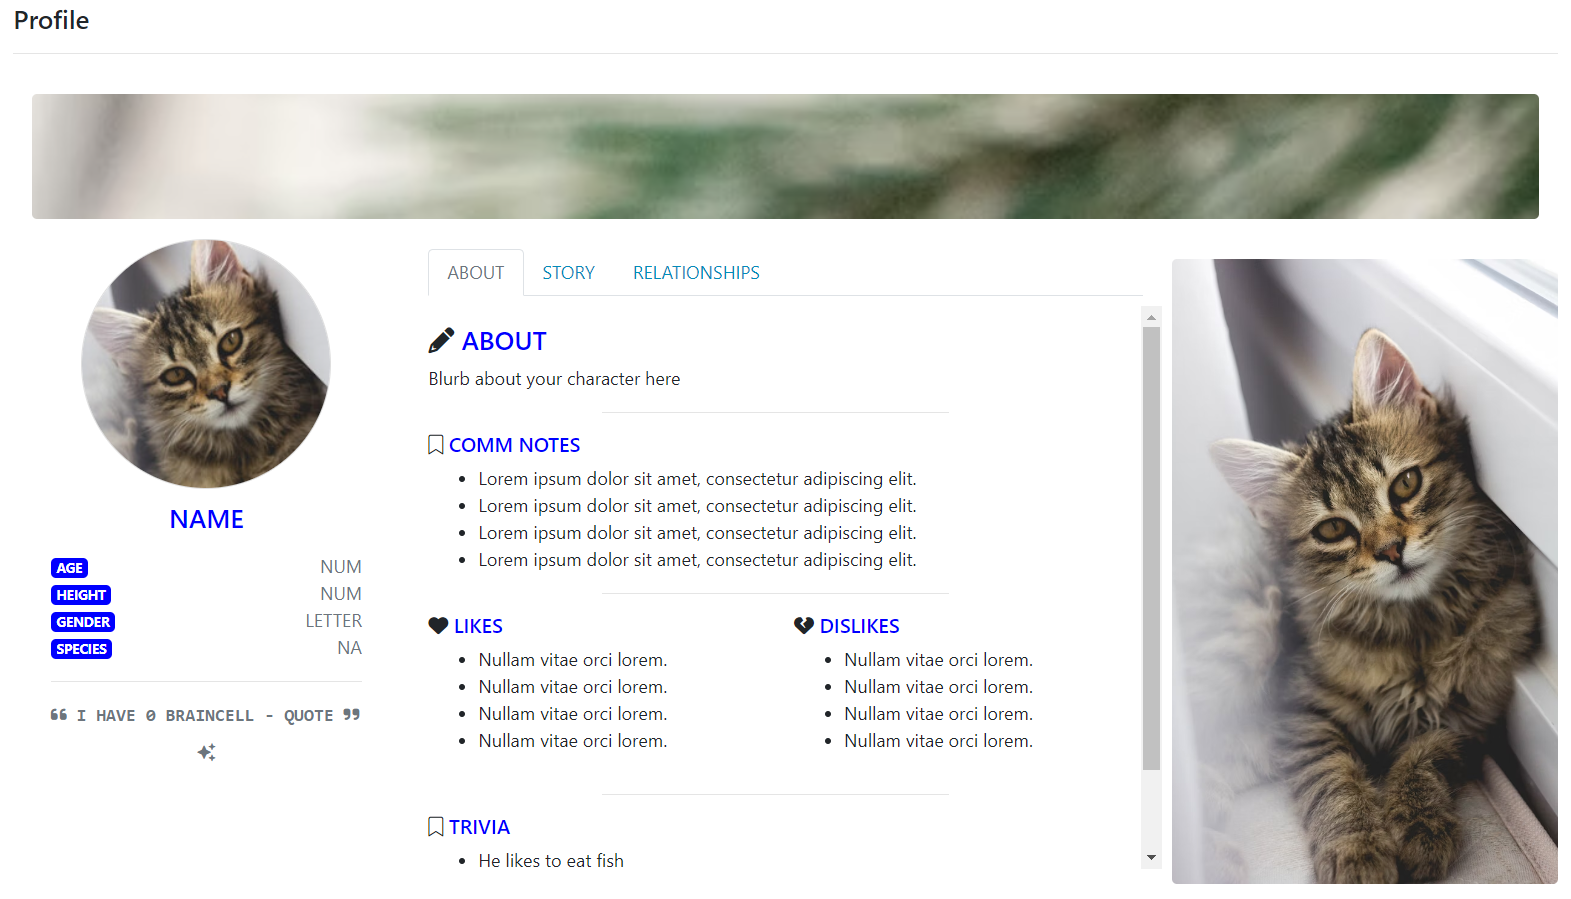 Profile
NAME
AGE NUM
HEIGHT NUM
GENDER LETTER
SPECIES NA
I HAVE 0 BRAINCELL - QUOTE
ABOUT STORY RELATIONSHIPS
ABOUT
Blurb about your character here
COMM NOTES
Lorem ipsum dolor sit amet, consectetur adipiscing elit.
Lorem ipsum dolor sit amet, consectetur adipiscing elit.
Lorem ipsum dolor sit amet, consectetur adipiscing elit.
Lorem ipsum dolor sit amet, consectetur adipiscing elit.
LIKES
Nullam vitae orci lorem.
Nullam vitae orci lorem.
Nullam vitae orci lorem.
Nullam vitae orci lorem.
DISLIKES
Nullam vitae orci lorem.
Nullam vitae orci lorem.
Nullam vitae orci lorem.
Nullam vitae orci lorem.
TRIVIA
He likes to eat fish